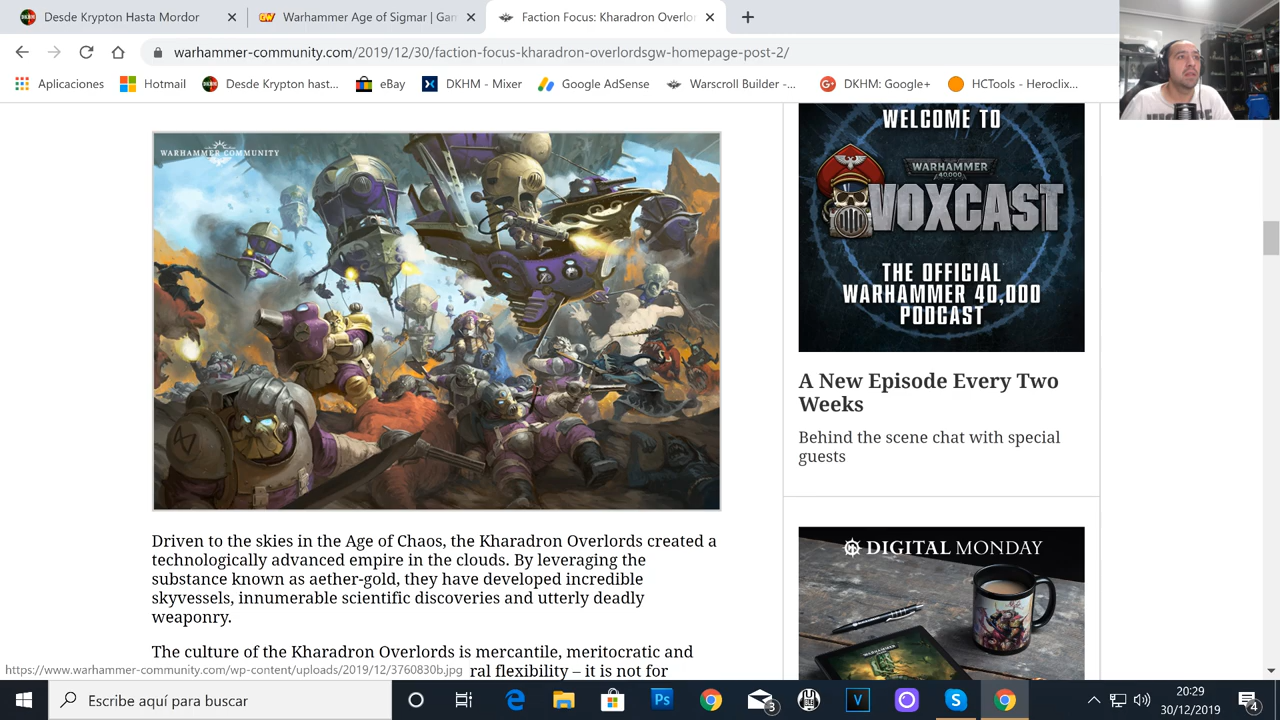 Desde Krypton Hasta Mordor
Warhammer Age of Sigmar | Gan
Faction Focus: Kharadron Overlo
warhammer-community.com/2019/12/30/faction-focus-kharadron-overlordsgw-homepage-post-2/
Aplicaciones
Hotmail
Desde Krypton hast...
eBay
DKHM - Mixer
Google AdSense
Warscroll Builder -...
DKHM: Google+
HCTools - Heroclix...
WARHAMMER COMMUNITY
WELCOME TO
WARHAMMER
40,000
VOXCAST
THE OFFICIAL
WARHAMMER 40,000
PODCAST
A New Episode Every Two
Weeks
Behind the scene chat with special
guests
DIGITAL MONDAY
Driven to the skies in the Age of Chaos, the Kharadron Overlords created a
technologically advanced empire in the clouds. By leveraging the
substance known as aether-gold, they have developed incredible
skyvessels, innumerable scientific discoveries and utterly deadly
weaponry.
The culture of the Kharadron Overlords is mercantile, meritocratic and
ral flexibility – it is not for
https://www.warhammer-community.com/wp-content/uploads/2019/12/3760830b.jpg
Escribe aquí para buscar
Ps
3
V
S
20:29
30/12/2019
4